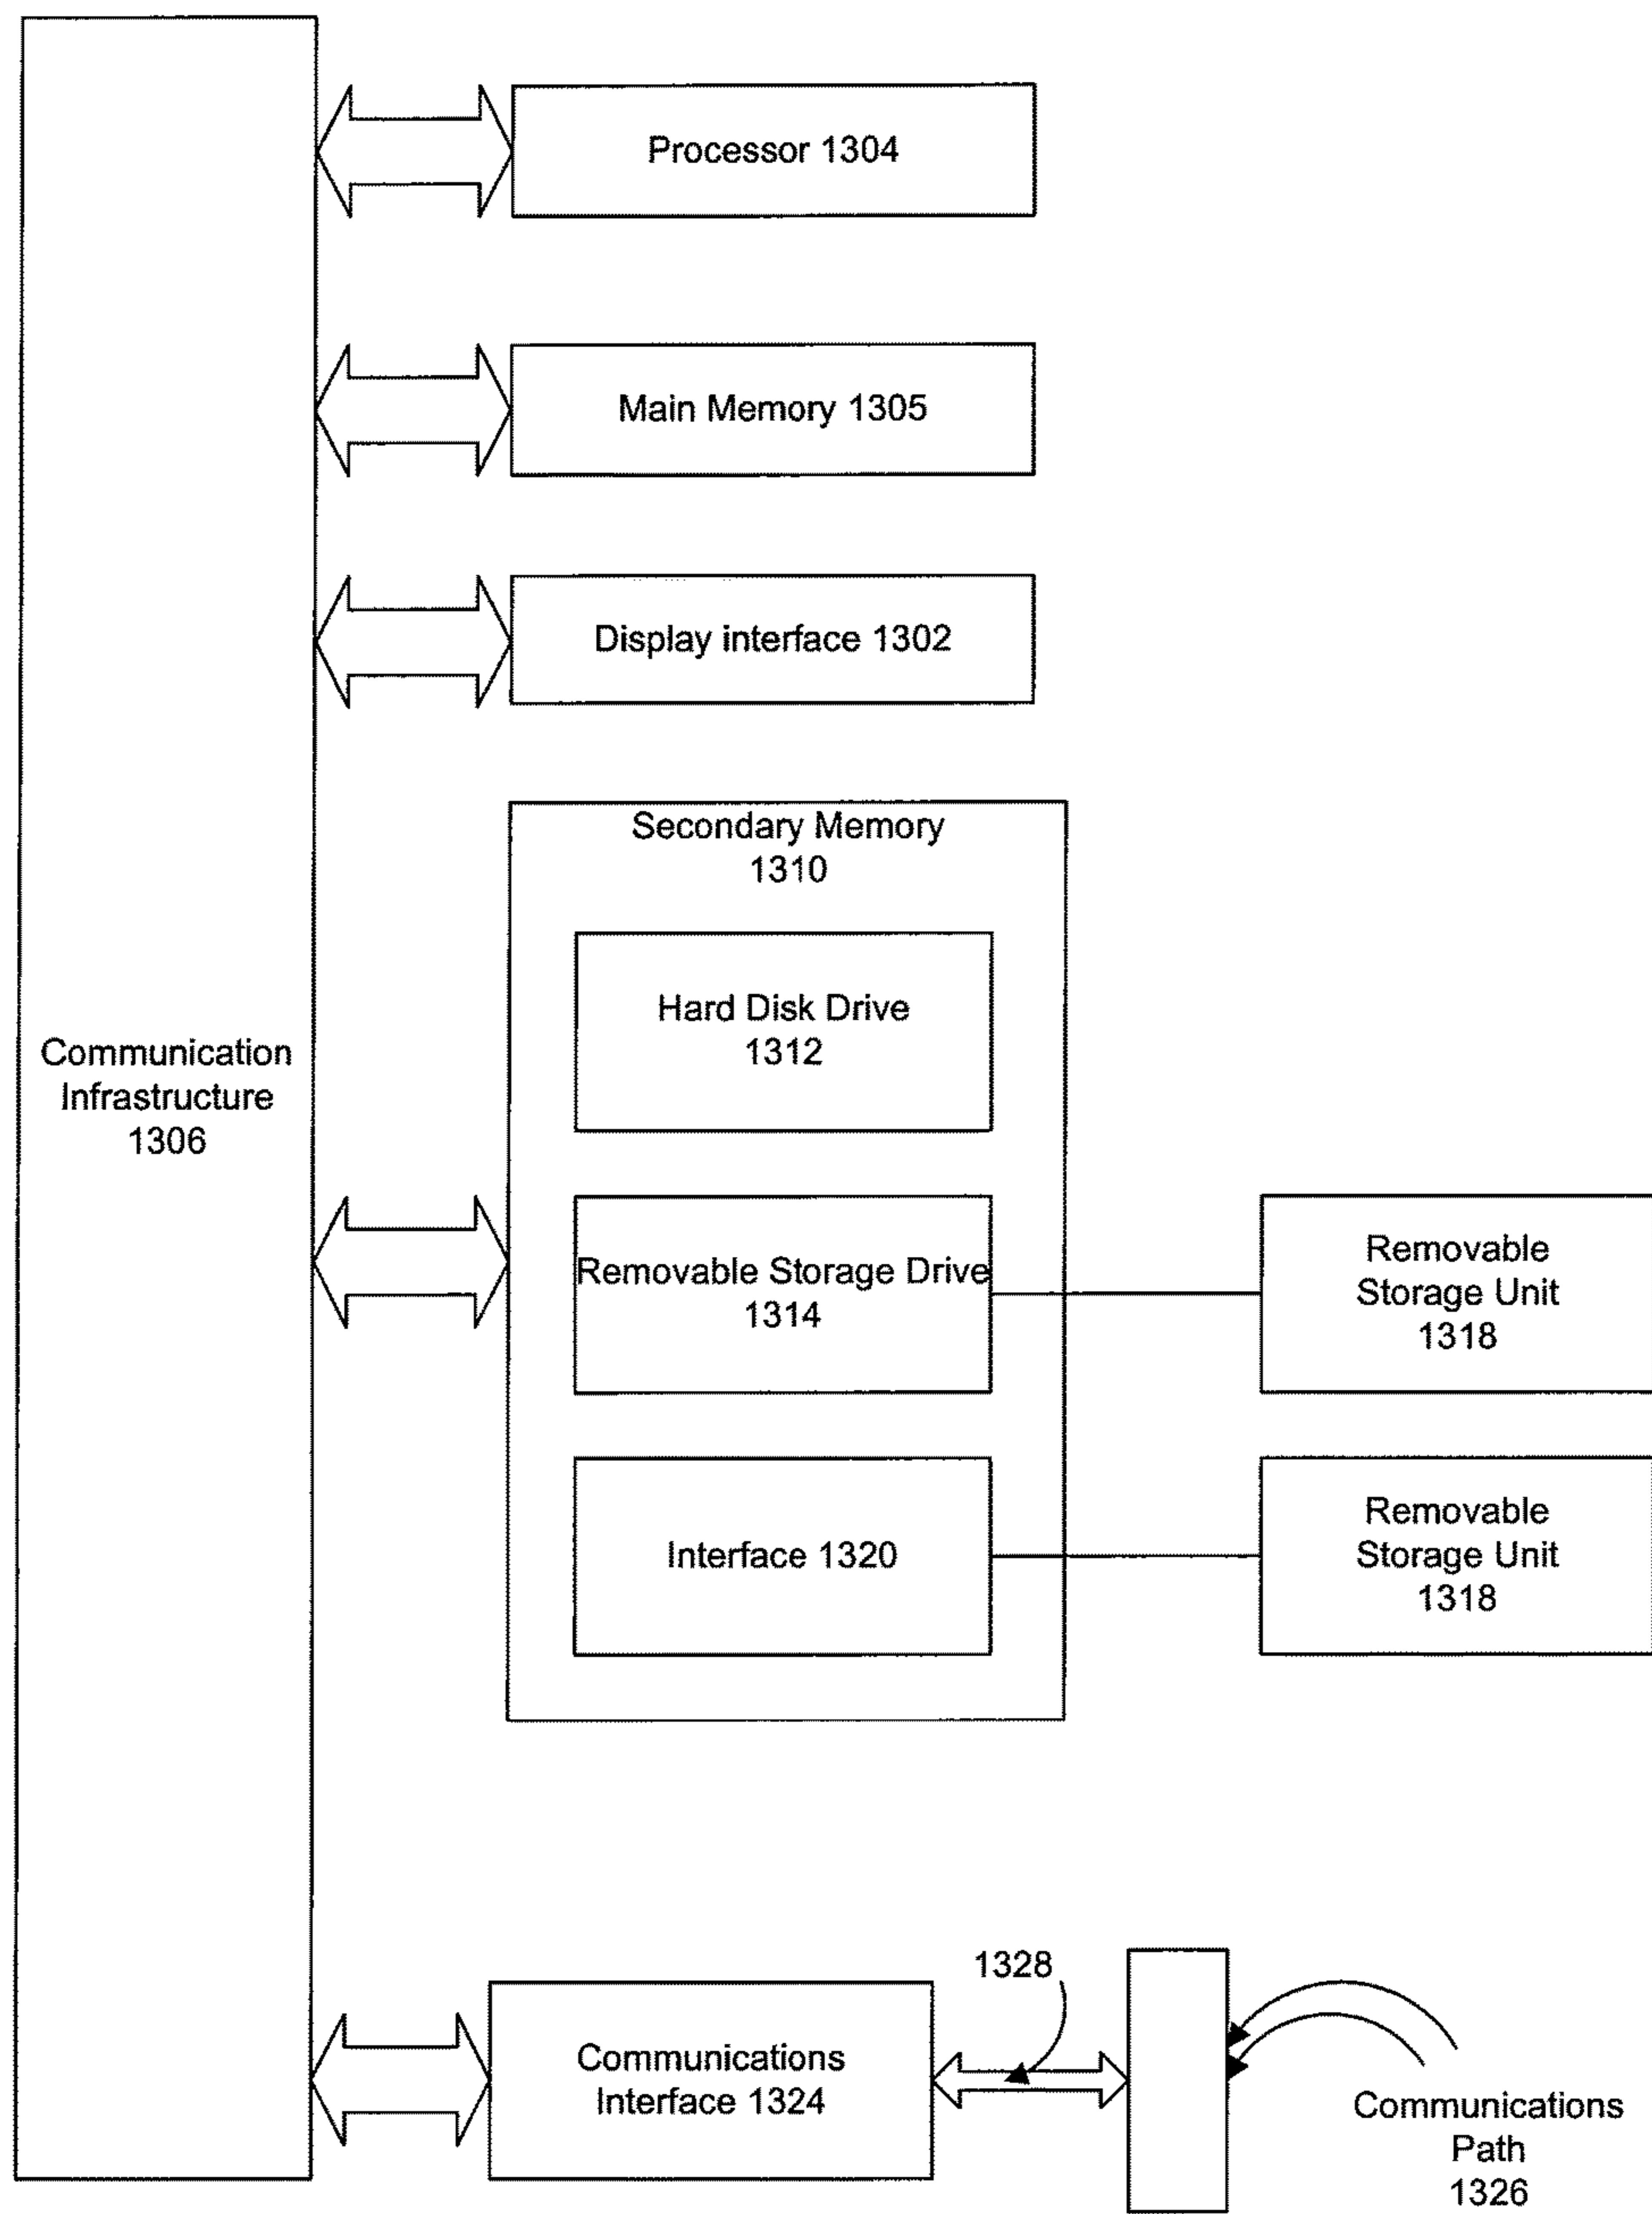 Processor 1304
Main Memory 1305
Display interface 1302
Secondary Memory
1310
Hard Disk Drive
1312
Communication
Infrastructure
1306
Removable Storage Drive
1314
Removable
Storage Unit
1318
Interface 1320
Removable
Storage Unit
1318
1328
Communications
Interface 1324
Communications
Path
1326